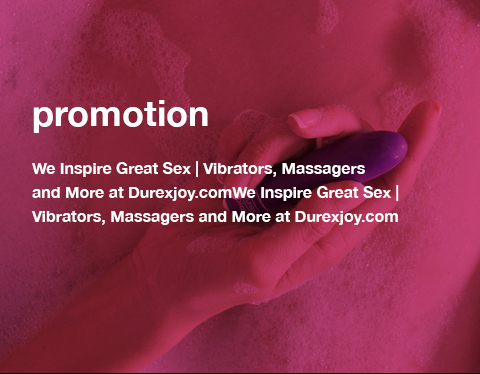 promotion
We Inspire Great Sex | Vibrators, Massagers
and More at Durexjoy.comWe Inspire Great Sex |
Vibrators, Massagers and More at Durexjoy.com